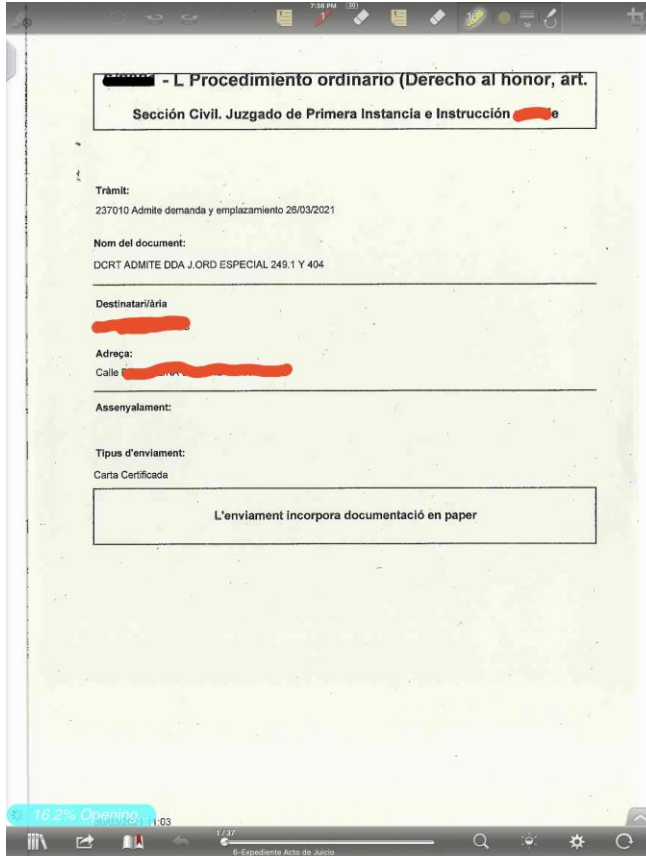 7:28 PM
- L Procedimiento ordinario (Derecho al honor, art.
Sección Civil. Juzgado de Primera Instancia e Instrucción
Tràmit:
237010 Admite demanda y emplazamiento 26/03/2021
Nom del document:
DCRT ADMITE DDA J.ORD ESPECIAL 249.1 Y 404
Destinatari/ària
Adreça:
Calle
Assenyalament:
Tipus d'enviament:
Carta Certificada
L'enviament incorpora documentació en paper
16.2% Opening...
1/37
6-Expediente Acto de Juicio